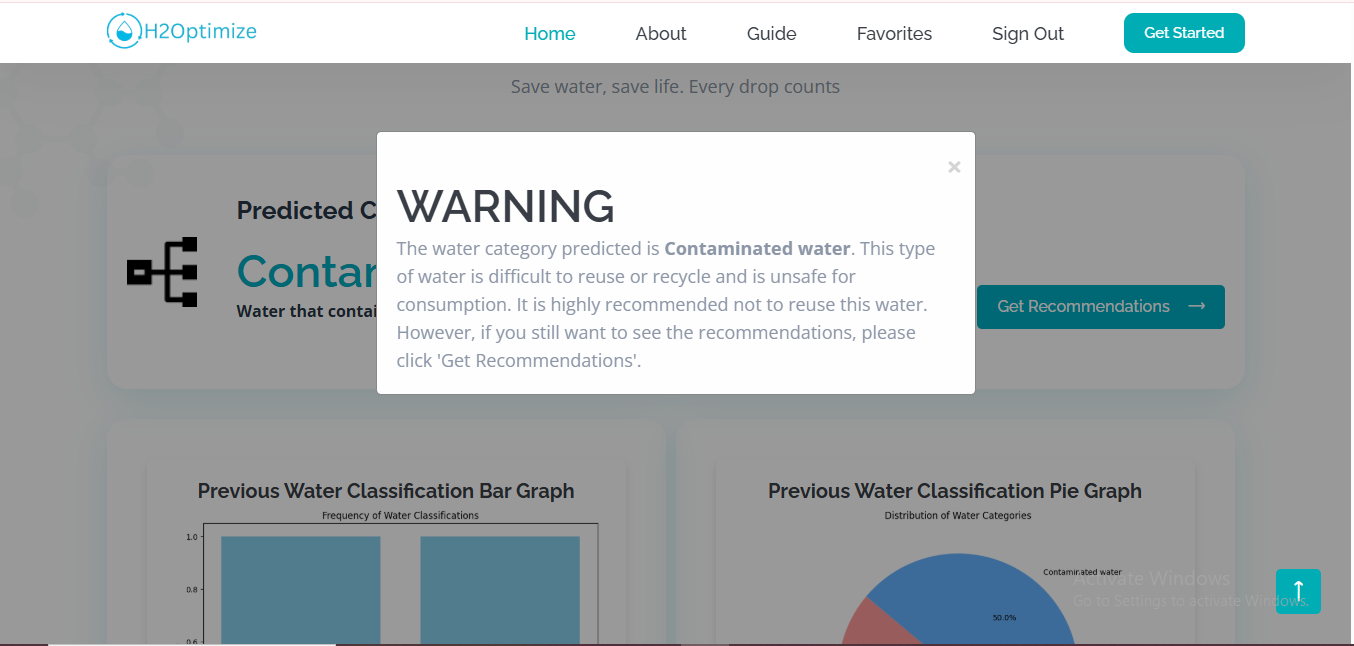 H2Optimize
Home About Guide Favorites Sign Out Get Started
Save water, save life. Every drop counts
×
WARNING
The water category predicted is Contaminated water. This type
of water is difficult to reuse or recycle and is unsafe for
consumption. It is highly recommended not to reuse this water.
However, if you still want to see the recommendations, please
click 'Get Recommendations'.
Predicted C
Contar
Water that contai
Get Recommendations →
Previous Water Classification Bar Graph
Frequency of Water Classifications
1.0
0.8
0.6
Previous Water Classification Pie Graph
Distribution of Water Categories
Contaminated water
50.0%
Activate Windows
Go to Settings to activate Windows.
↑